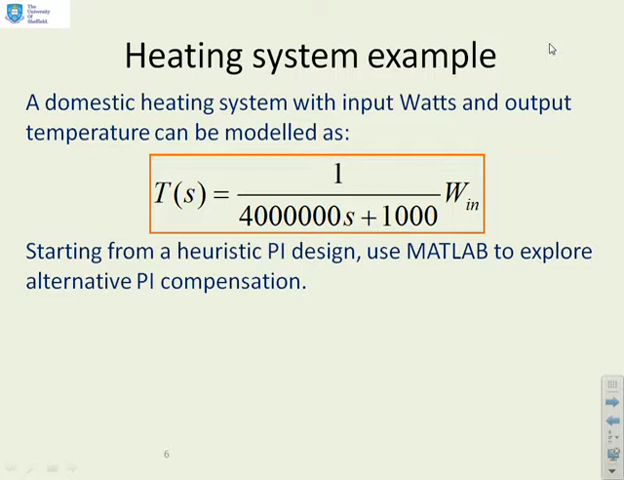 The
University
Of
Sheffield.
Heating system example
A domestic heating system with input Watts and output
temperature can be modelled as:
T(s) = 1 / (4000000s + 1000) W_in
Starting from a heuristic PI design, use MATLAB to explore
alternative PI compensation.
6